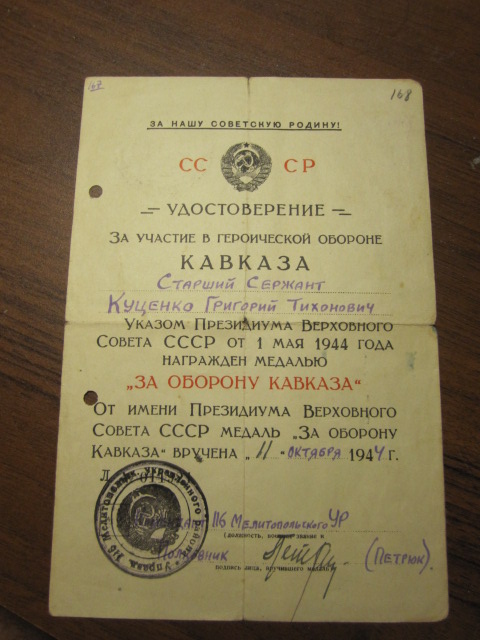 167 168
ЗА НАШУ СОВЕТСКУЮ РОДИНУ!
СС СР
УДОСТОВЕРЕНИЕ
ЗА УЧАСТИЕ В ГЕРОИЧЕСКОЙ ОБОРОНЕ
КАВКАЗА
Старший Сержант
Куценко Григорий Тихонович
УКАЗОМ ПРЕЗИДИУМА ВЕРХОВНОГО
СОВЕТА СССР ОТ 1 МАЯ 1944 ГОДА
НАГРАЖДЕН МЕДАЛЬЮ
„ЗА ОБОРОНУ КАВКАЗА“
ОТ ИМЕНИ ПРЕЗИДИУМА ВЕРХОВНОГО
СОВЕТА СССР МЕДАЛЬ „ЗА ОБОРОНУ
КАВКАЗА“ ВРУЧЕНА „11“ октября 1944 г.
Комендант 116 Мелитопольского УР
(должность, воинское звание и
Полковник (Петрюк).
подпись лица, вручившего медаль)